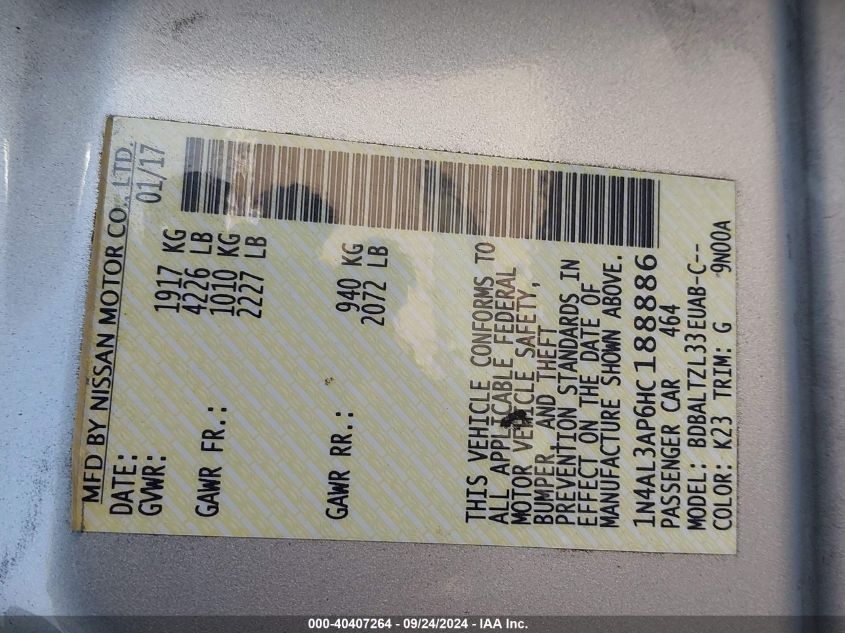 MFD BY NISSAN MOTOR CO., LTD.
DATE: 01/17
GVWR: 1917 KG
4226 LB
GAWR FR.: 1010 KG
2227 LB
GAWR RR.: 940 KG
2072 LB
THIS VEHICLE CONFORMS TO
ALL APPLICABLE FEDERAL
MOTOR VEHICLE SAFETY,
BUMPER AND THEFT
PREVENTION STANDARDS IN
EFFECT ON THE DATE OF
MANUFACTURE SHOWN ABOVE.
1N4AL3AP6HC188886
PASSENGER CAR 464
MODEL: BDBALTZL33EUAB-C--
COLOR: K23 TRIM: G 9N00A
000-40407264 - 09/24/2024 - IAA Inc.